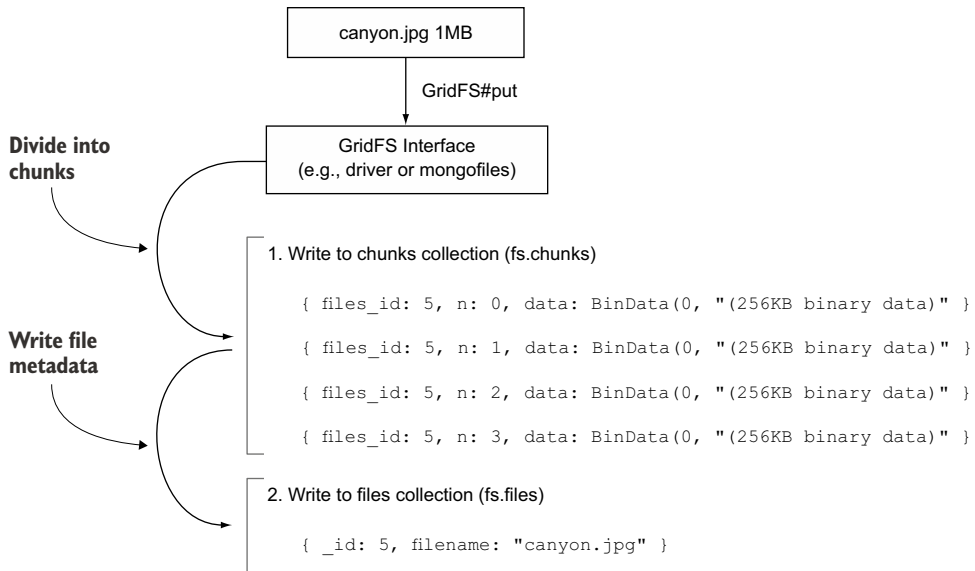 canyon.jpg 1MB
GridFS#put
GridFS Interface
(e.g., driver or mongofiles)
Divide into
chunks
1. Write to chunks collection (fs.chunks)
{ files_id: 5, n: 0, data: BinData(0, "(256KB binary data)" }
{ files_id: 5, n: 1, data: BinData(0, "(256KB binary data)" }
{ files_id: 5, n: 2, data: BinData(0, "(256KB binary data)" }
{ files_id: 5, n: 3, data: BinData(0, "(256KB binary data)" }
Write file
metadata
2. Write to files collection (fs.files)
{ _id: 5, filename: "canyon.jpg" }